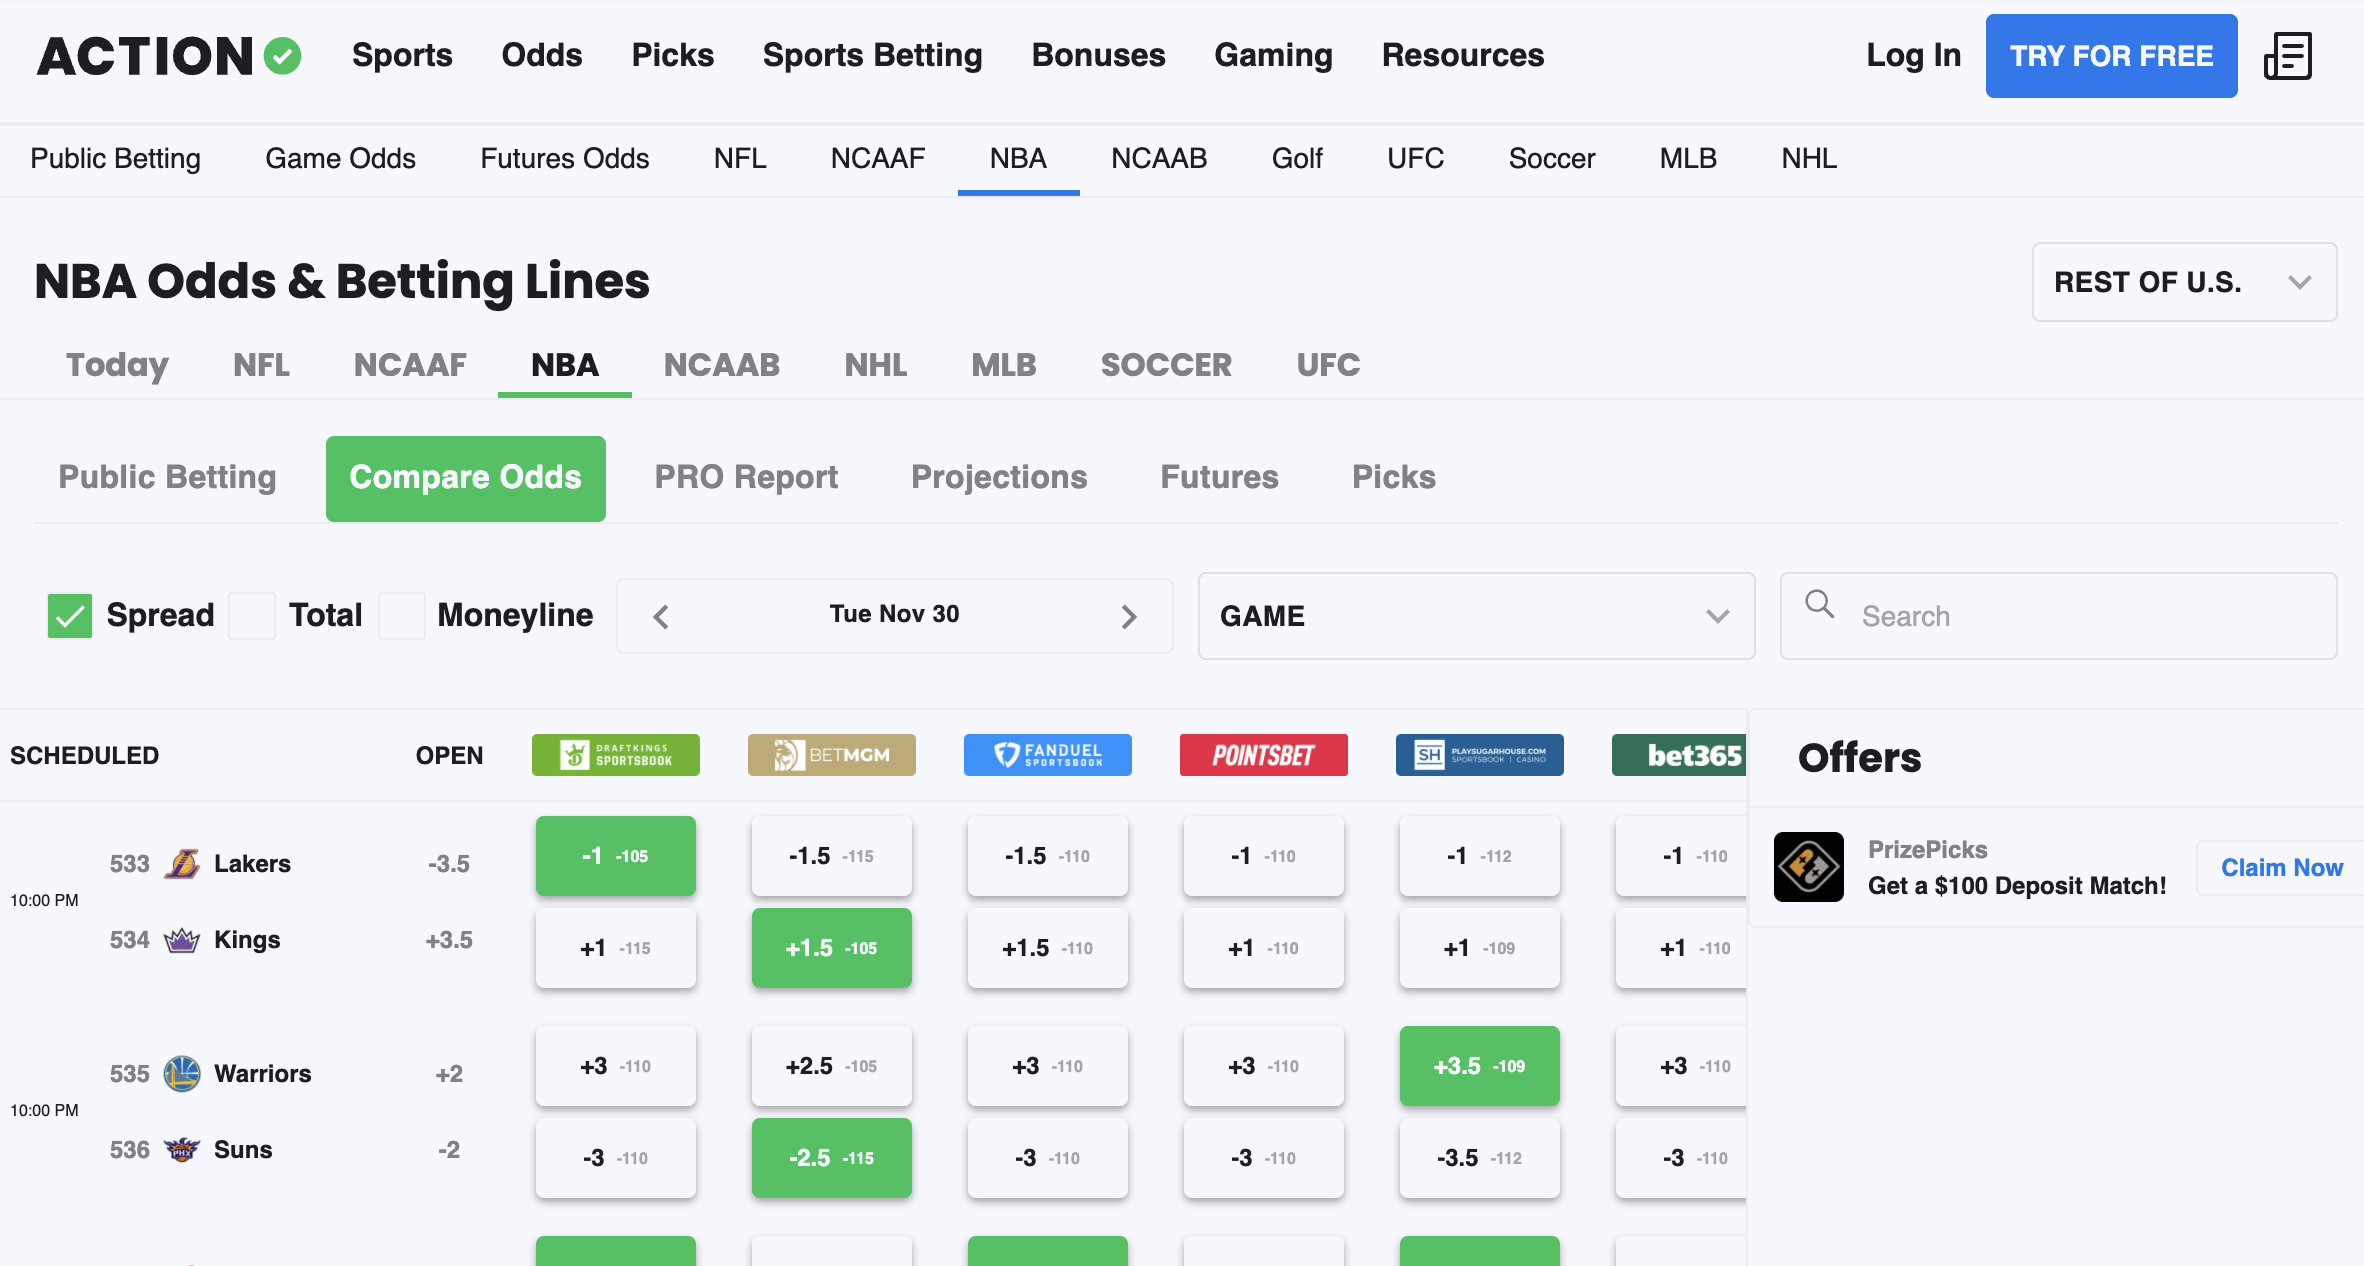 ACTION Sports Odds Picks Sports Betting Bonuses Gaming Resources Log In TRY FOR FREE
Public Betting Game Odds Futures Odds NFL NCAAF NBA NCAAB Golf UFC Soccer MLB NHL
NBA Odds & Betting Lines REST OF U.S.
Today NFL NCAAF NBA NCAAB NHL MLB SOCCER UFC
Public Betting Compare Odds PRO Report Projections Futures Picks
Spread Total Moneyline Tue Nov 30 GAME Search
SCHEDULED OPEN DRAFTKINGS SPORTSBOOK BETMGM FANDUEL SPORTSBOOK POINTSBET SH PLAYSUGARHOUSE.COM SPORTSBOOK | CASINO bet365
Offers
533 Lakers -3.5 -1 -105 -1.5 -115 -1.5 -110 -1 -110 -1 -112 -1 -110
10:00 PM
534 Kings +3.5 +1 -115 +1.5 -105 +1.5 -110 +1 -110 +1 -109 +1 -110
PrizePicks
Get a $100 Deposit Match!
Claim Now
535 Warriors +2 +3 -110 +2.5 -105 +3 -110 +3 -110 +3.5 -109 +3 -110
10:00 PM
536 PHX Suns -2 -3 -110 -2.5 -115 -3 -110 -3 -110 -3.5 -112 -3 -110